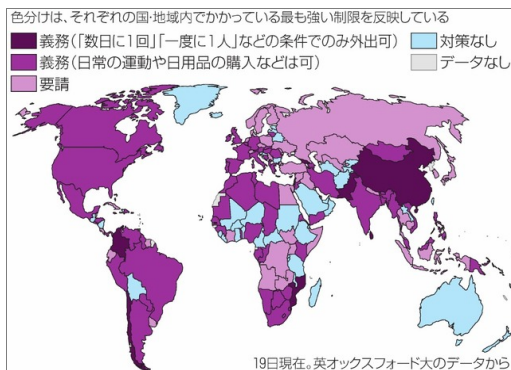 色分けは、それぞれの国・地域内でかかっている最も強い制限を反映している
義務(「数日に1回」「一度に1人」などの条件でのみ外出可)
対策なし
義務(日常の運動や日用品の購入などは可)
データなし
要請
19日現在。英オックスフォード大のデータから